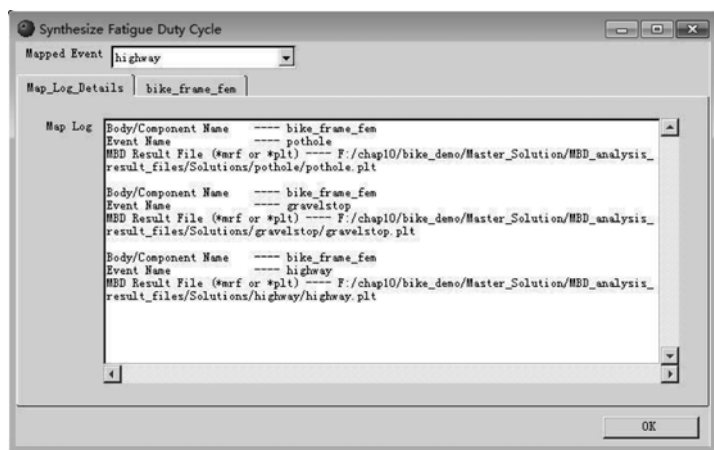 Synthesize Fatigue Duty Cycle
Mapped Event highway
Map_Log_Details bike_frame_fem
Map Log
Body/Component Name ---- bike_frame_fem
Event Name ---- pothole
MBD Result File (*mrf or *plt) ---- F:/chap10/bike_demo/Master_Solution/MBD_analysis_
result_files/Solutions/pothole/pothole.plt
Body/Component Name ---- bike_frame_fem
Event Name ---- gravelstop
MBD Result File (*mrf or *plt) ---- F:/chap10/bike_demo/Master_Solution/MBD_analysis_
result_files/Solutions/gravelstop/gravelstop.plt
Body/Component Name ---- bike_frame_fem
Event Name ---- highway
MBD Result File (*mrf or *plt) ---- F:/chap10/bike_demo/Master_Solution/MBD_analysis_
result_files/Solutions/highway/highway.plt
OK